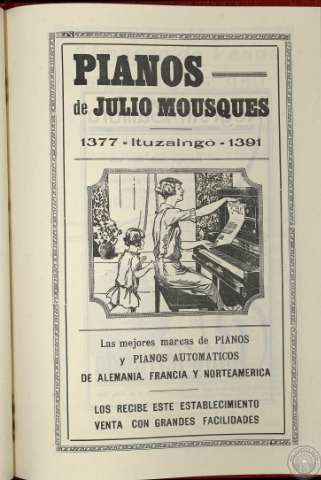 PIANOS
de JULIO MOUSQUES
1377 - Ituzaingó - 1391
Las mejores marcas de PIANOS
y PIANOS AUTOMATICOS
DE ALEMANIA, FRANCIA Y NORTEAMERICA
LOS RECIBE ESTE ESTABLECIMIENTO
VENTA CON GRANDES FACILIDADES